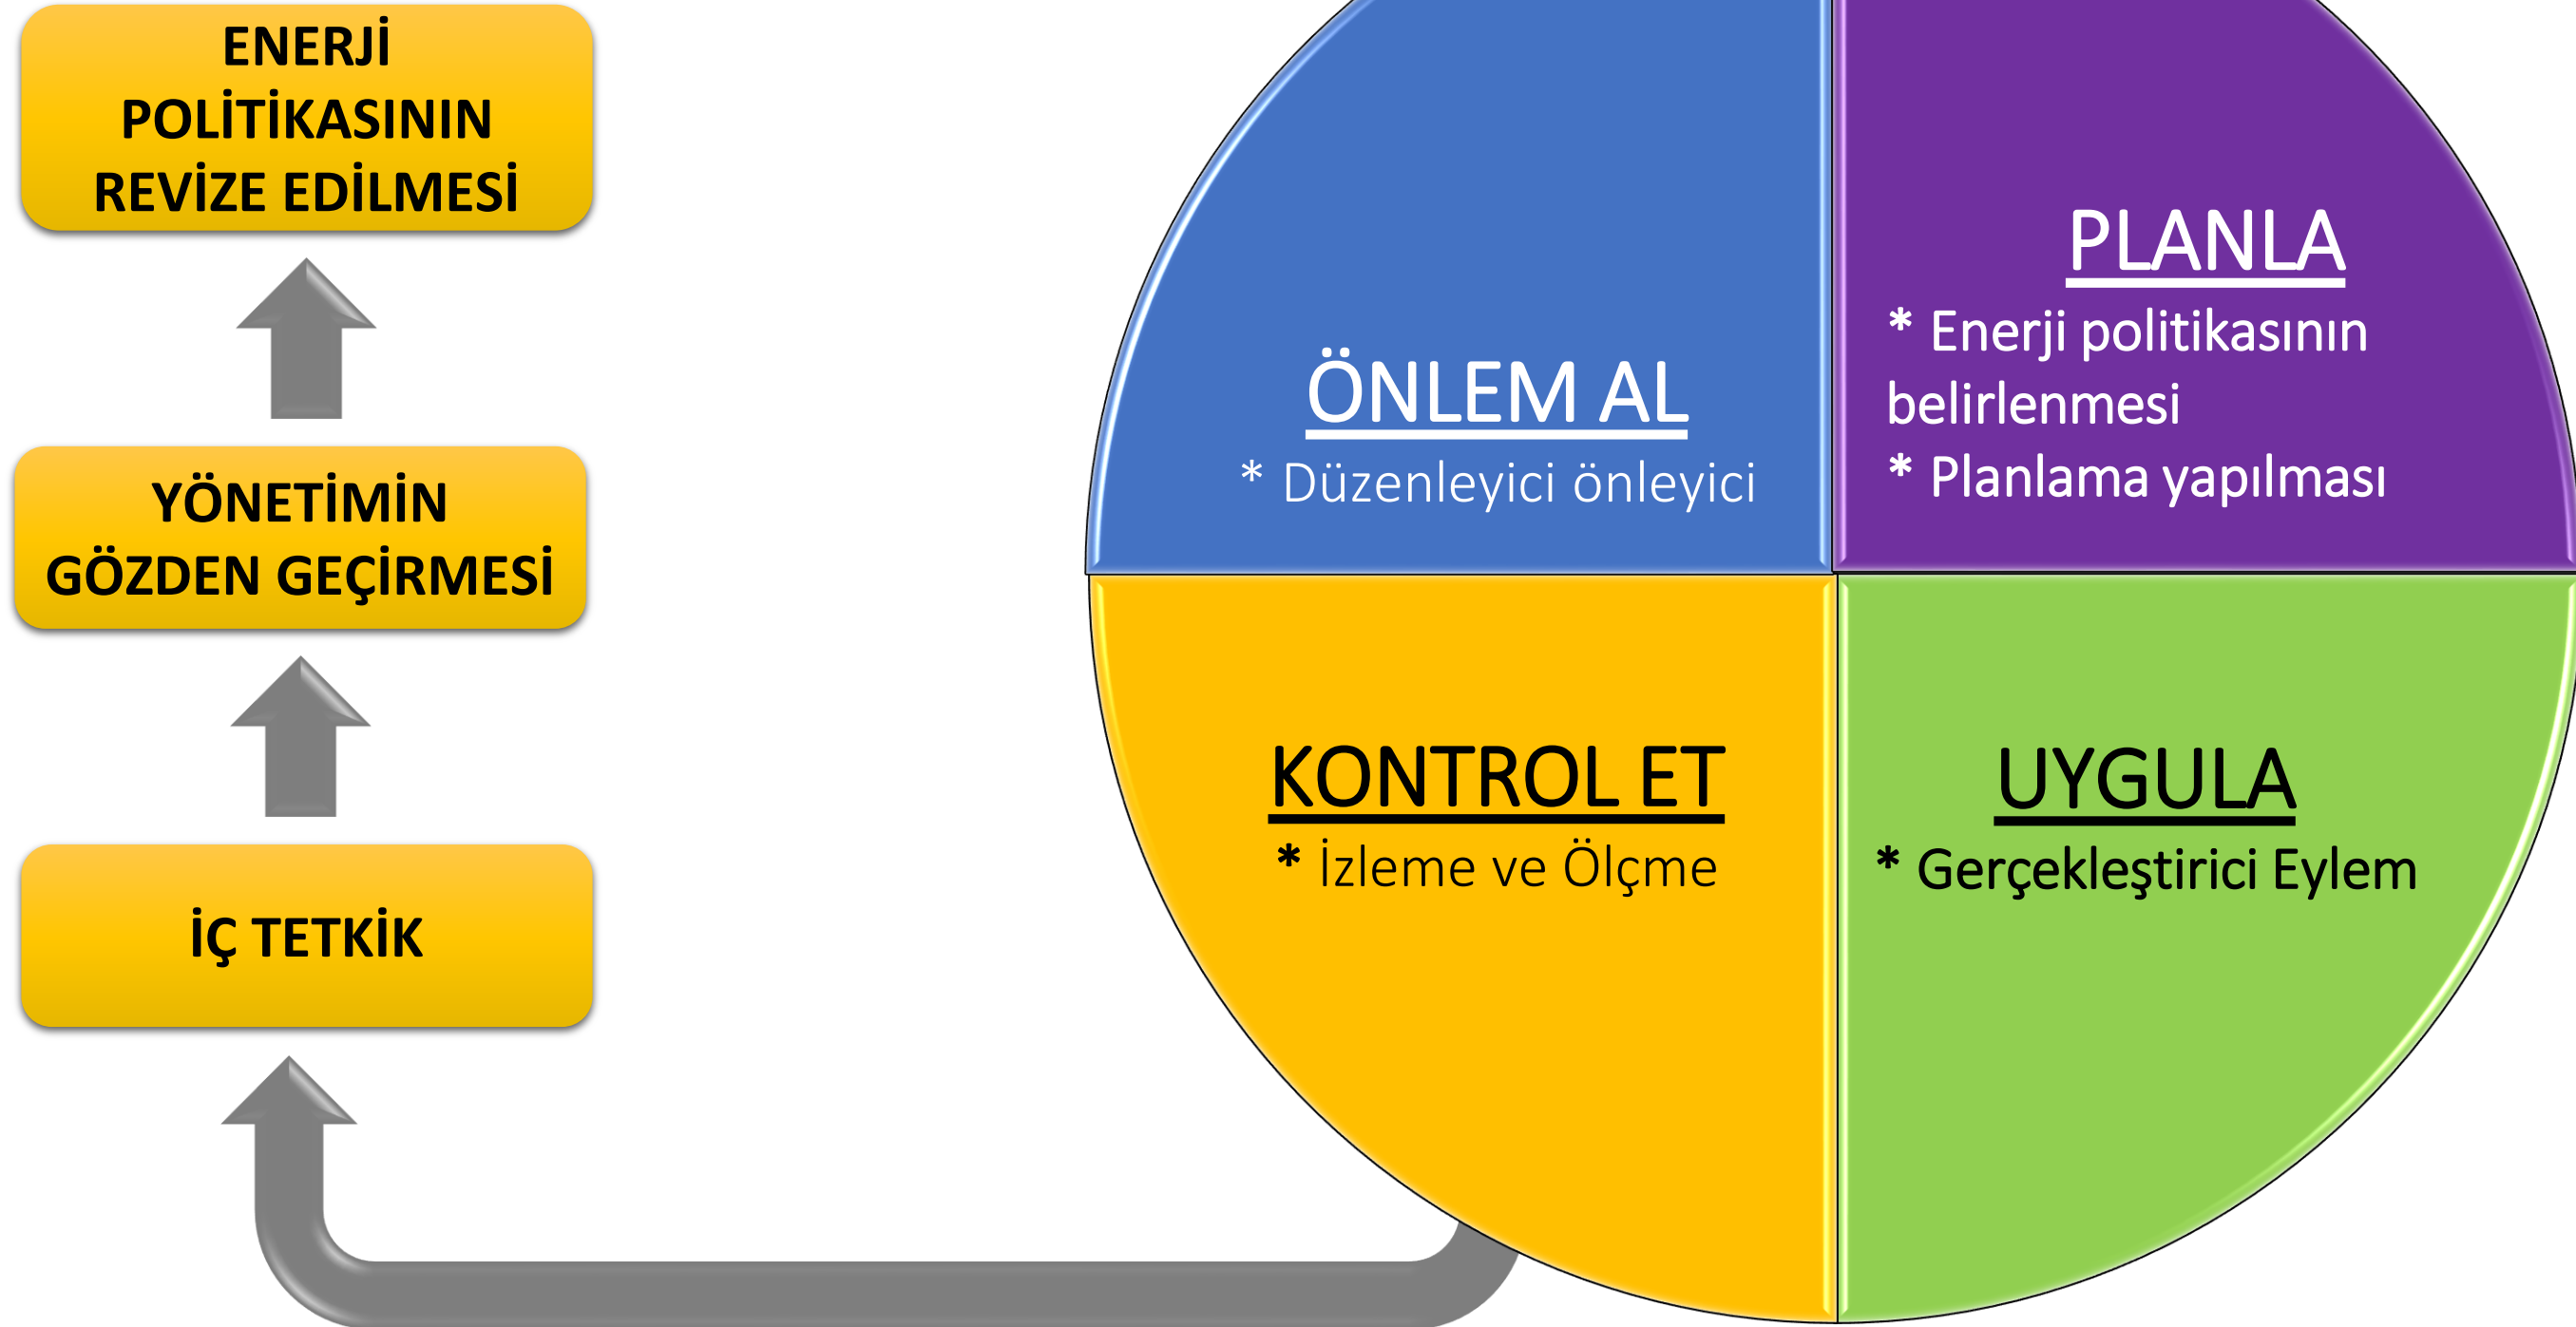 ENERJİ
POLİTİKASININ
REVİZE EDİLMESİ
YÖNETİMİN
GÖZDEN GEÇİRMESİ
İÇ TETKİK
ÖNLEM AL
* Düzenleyici önleyici
PLANLA
* Enerji politikasının
belirlenmesi
* Planlama yapılması
KONTROL ET
* İzleme ve Ölçme
UYGULA
* Gerçekleştirici Eylem